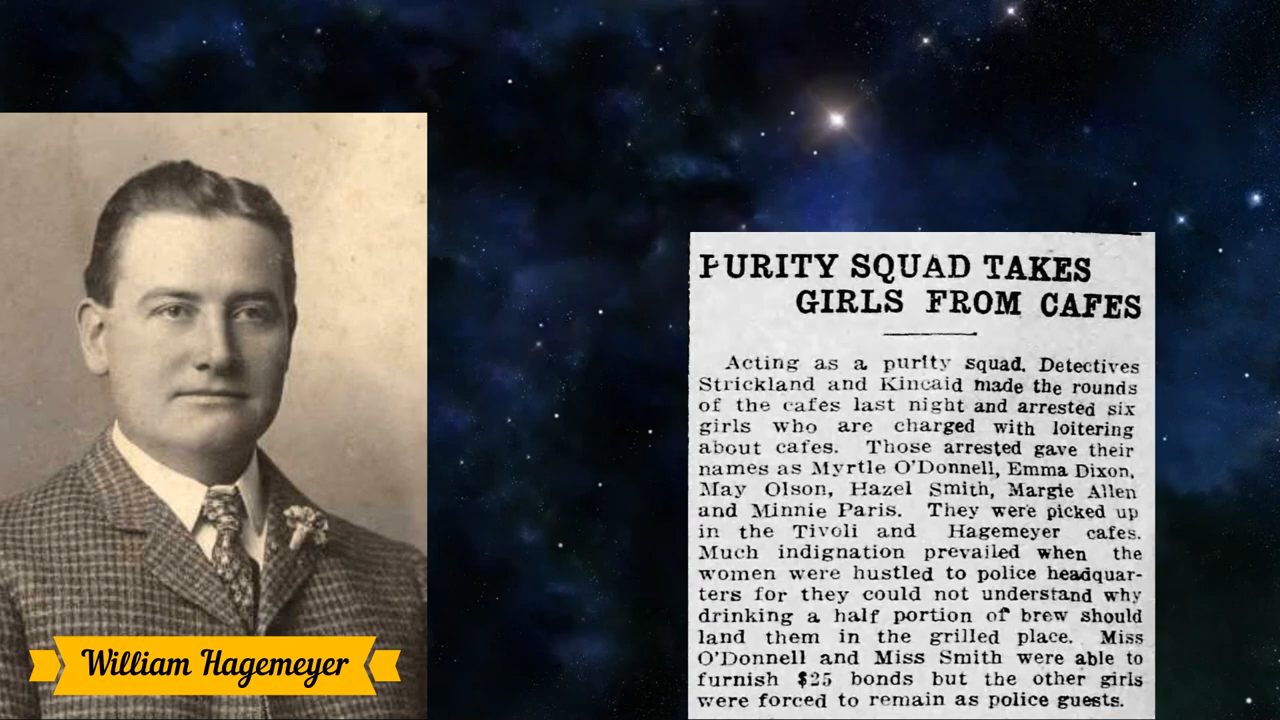 William Hagemeyer
PURITY SQUAD TAKES
GIRLS FROM CAFES
Acting as a purity squad, Detectives
Strickland and Kincaid made the rounds
of the cafes last night and arrested six
girls who are charged with loitering
about cafes. Those arrested gave their
names as Myrtle O'Donnell, Emma Dixon,
May Olson, Hazel Smith, Margie Allen
and Minnie Paris. They were picked up
in the Tivoli and Hagemeyer cafes.
Much indignation prevailed when the
women were hustled to police headquar-
ters for they could not understand why
drinking a half portion of brew should
land them in the grilled place. Miss
O'Donnell and Miss Smith were able to
furnish $25 bonds but the other girls
were forced to remain as police guests.